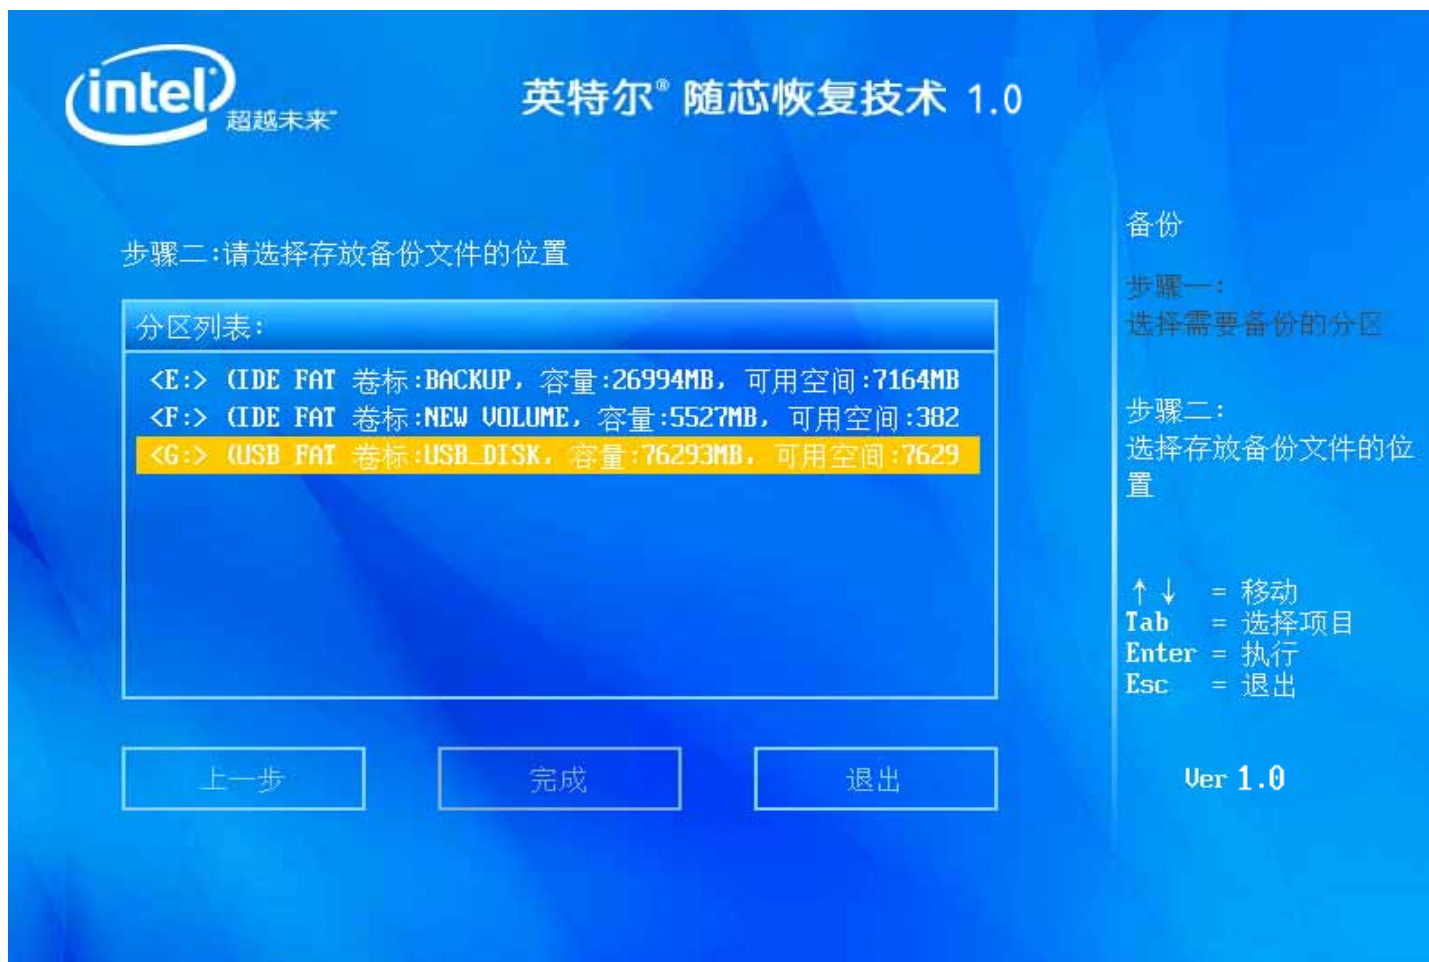 intel
超越未来™
英特尔® 随芯恢复技术 1.0
步骤二:请选择存放备份文件的位置
分区列表:
<E:> (IDE FAT 卷标:BACKUP, 容量:26994MB, 可用空间:7164MB
<F:> (IDE FAT 卷标:NEW VOLUME, 容量:5527MB, 可用空间:382
<G:> (USB FAT 卷标:USB_DISK, 容量:76293MB, 可用空间:7629
上一步
完成
退出
备份
步骤一:
选择需要备份的分区
步骤二:
选择存放备份文件的位
置
↑↓ = 移动
Tab = 选择项目
Enter = 执行
Esc = 退出
Ver 1.0